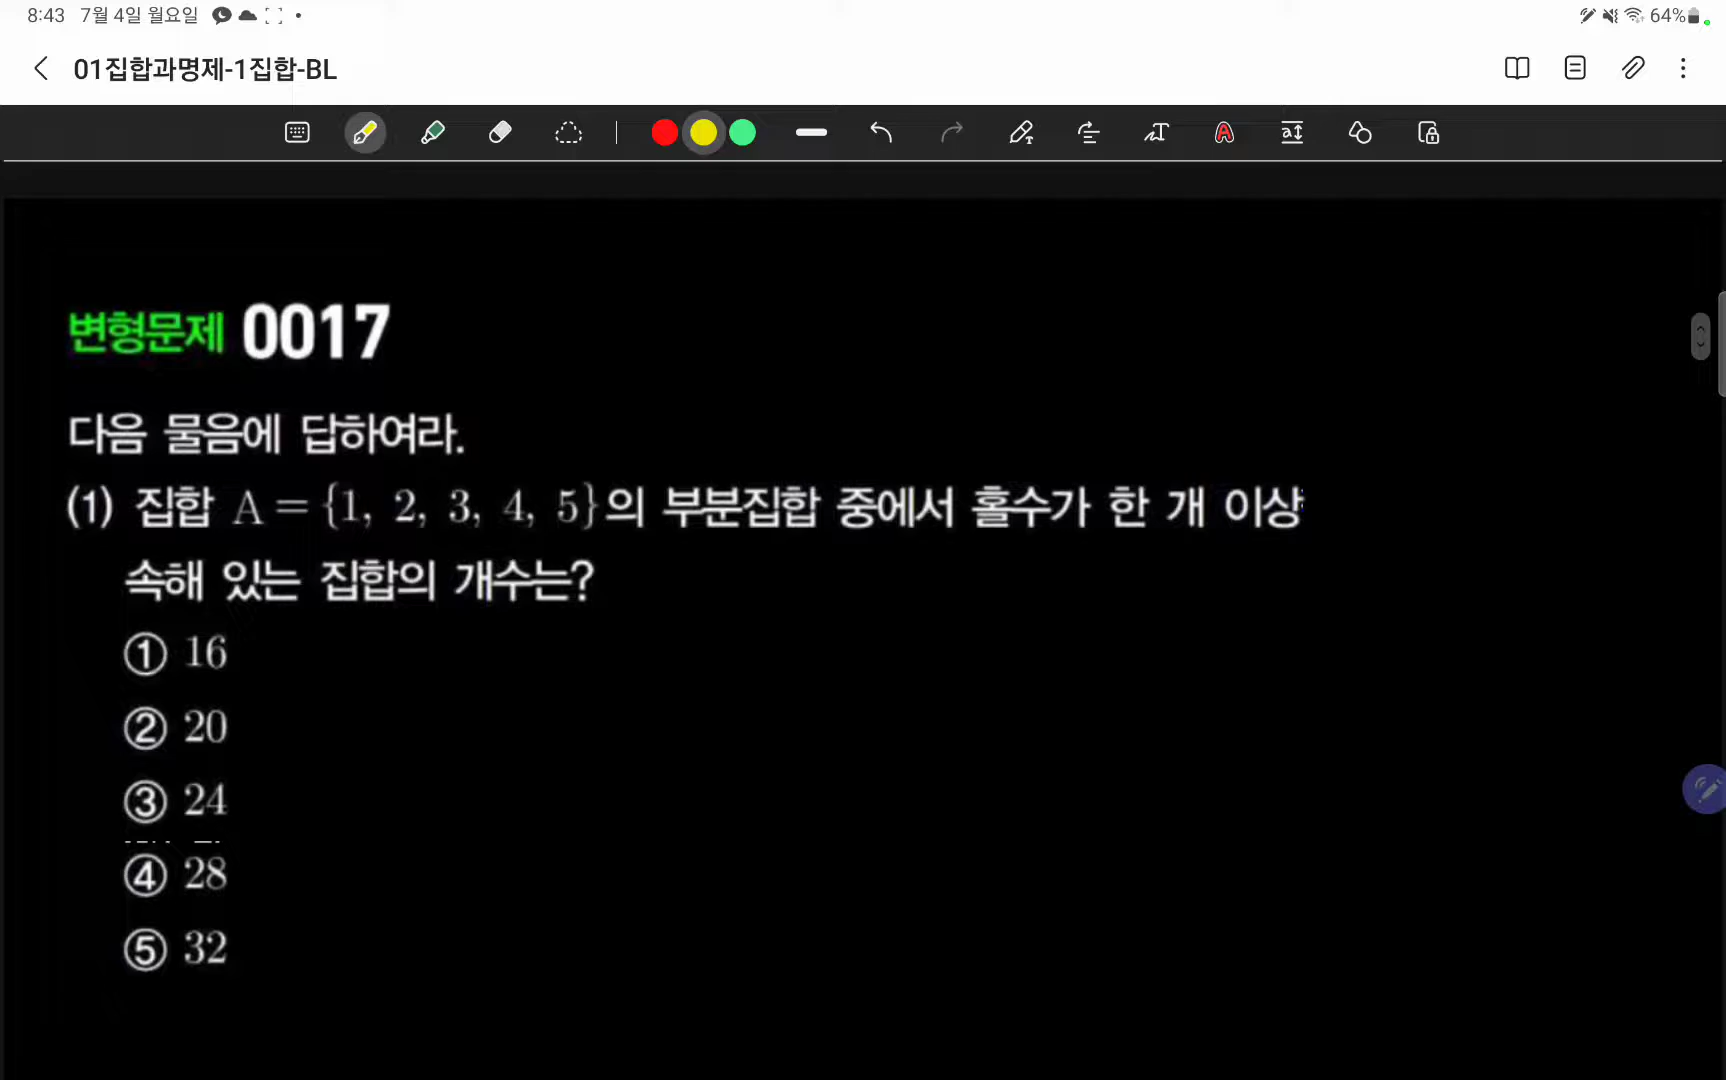 8:43 7월 4일 월요일 64%
01집합과명제-1집합-BL
변형문제 0017
다음 물음에 답하여라.
(1) 집합 A = {1, 2, 3, 4, 5}의 부분집합 중에서 홀수가 한 개 이상
속해 있는 집합의 개수는?
① 16
② 20
③ 24
④ 28
⑤ 32